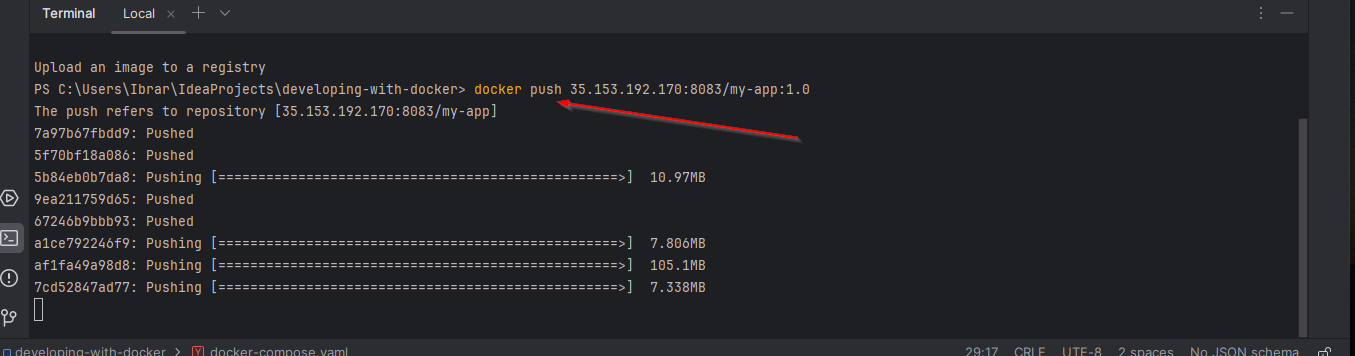 Terminal Local
Upload an image to a registry
PS C:\Users\Ibrar\IdeaProjects\developing-with-docker> docker push 35.153.192.170:8083/my-app:1.0
The push refers to repository [35.153.192.170:8083/my-app]
7a97b67fbdd9: Pushed
5f70bf18a086: Pushed
5b84eb0b7da8: Pushing [==================================================>]  10.97MB
9ea211759d65: Pushed
67246b9bbb93: Pushed
a1ce792246f9: Pushing [==================================================>]  7.806MB
af1fa49a98d8: Pushing [==================================================>]  105.1MB
7cd52847ad77: Pushing [==================================================>]  7.338MB
developing-with-docker > docker-compose.yaml 29:17 CRLF UTF-8 2 spaces No JSON schema